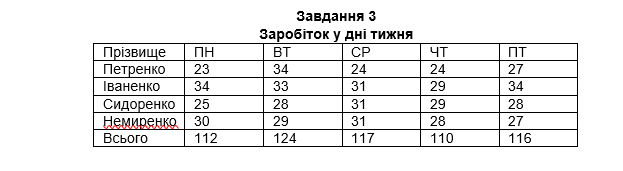 Завдання 3
Заробіток у дні тижня
Прізвище ПН ВТ СР ЧТ ПТ
Петренко 23 34 24 24 27
Іваненко 34 33 31 29 34
Сидоренко 25 28 31 29 28
Немиренко 30 29 31 28 27
Всього 112 124 117 110 116